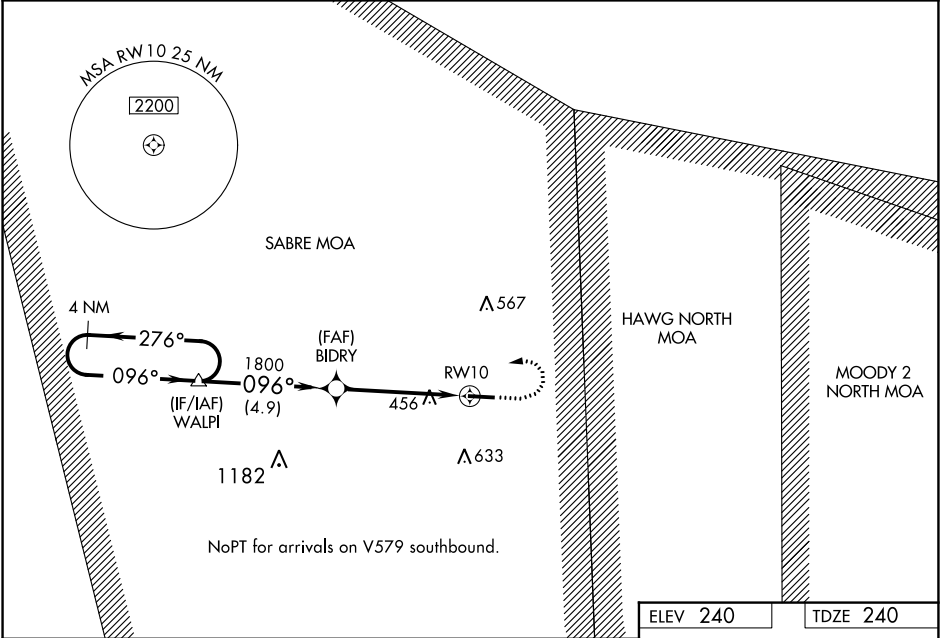 MSA RW10 25 NM
2200
SABRE MOA
4 NM
276°
096°
(IF/IAF)
WALPI
1800
096°
(4.9)
(FAF)
BIDRY
567
RW10
456
633
1182
HAWG NORTH
MOA
MOODY 2
NORTH MOA
NoPT for arrivals on V579 southbound.
ELEV 240
TDZE 240